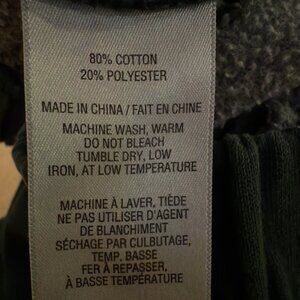 80% COTTON
20% POLYESTER
MADE IN CHINA / FAIT EN CHINE
MACHINE WASH, WARM
DO NOT BLEACH
TUMBLE DRY, LOW
IRON, AT LOW TEMPERATURE
MACHINE À LAVER, TIÈDE
NE PAS UTILISER D'AGENT
DE BLANCHIMENT
SÉCHAGE PAR CULBUTAGE,
TEMP. BASSE
FER À REPASSER,
À BASSE TEMPÉRATURE